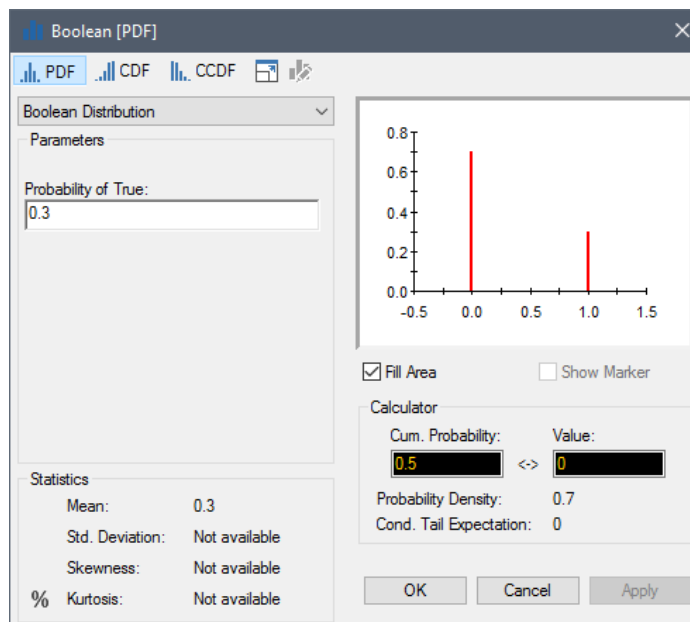 Boolean [PDF]
PDF CDF CCDF
Boolean Distribution
Parameters
Probability of True:
0.3
0.8
0.6
0.4
0.2
0.0
-0.5 0.0 0.5 1.0 1.5
Fill Area Show Marker
Calculator
Cum. Probability: Value:
0.5 <-> 0
Probability Density: 0.7
Cond. Tail Expectation: 0
Statistics
Mean: 0.3
Std. Deviation: Not available
Skewness: Not available
% Kurtosis: Not available
OK Cancel Apply